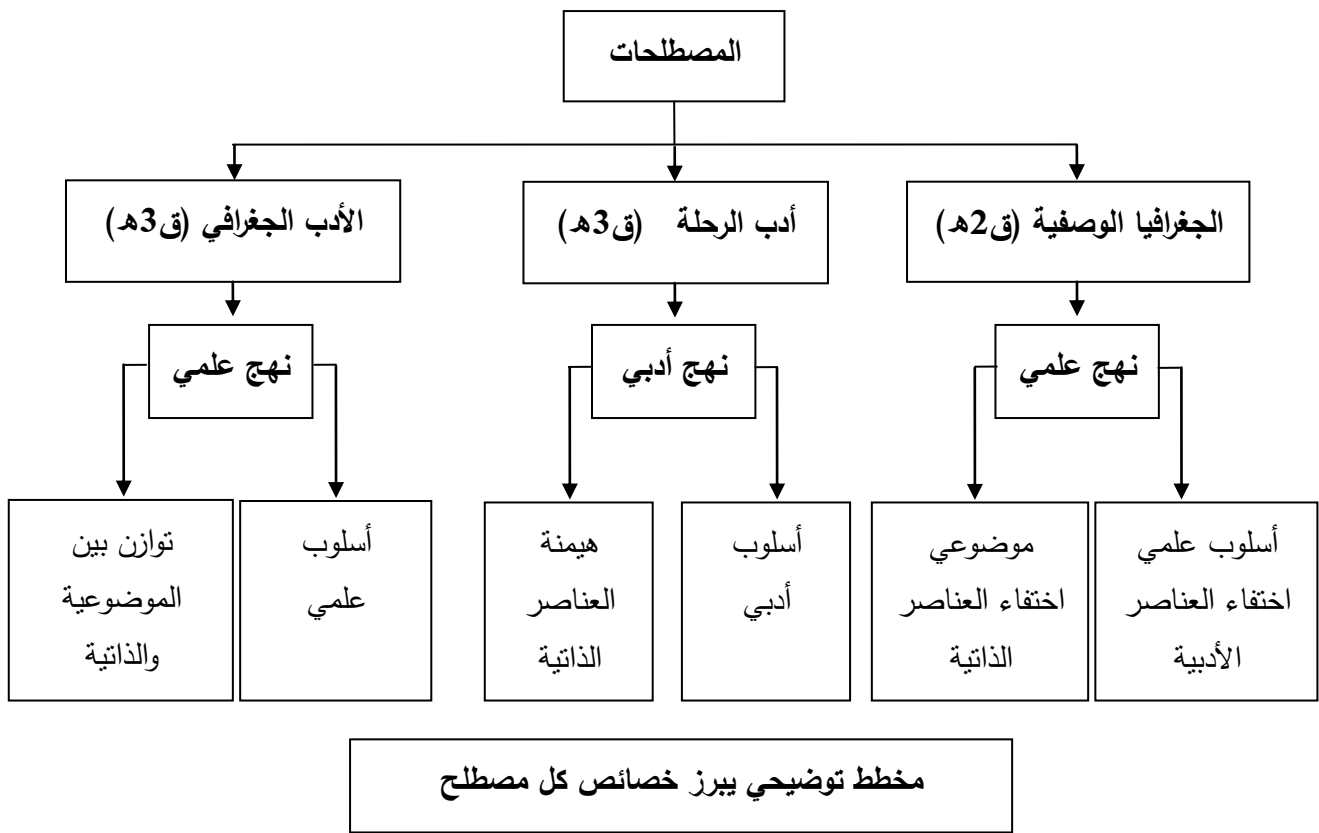 المصطلحات
الجغرافيا الوصفية (ق2هـ)
أدب الرحلة (ق3هـ)
الأدب الجغرافي (ق3هـ)
نهج علمي
نهج أدبي
نهج علمي
أسلوب علمي
اختفاء العناصر
الأدبية
موضوعي
اختفاء العناصر
الذاتية
أسلوب
أدبي
هيمنة
العناصر
الذاتية
أسلوب
علمي
توازن بين
الموضوعية
والذاتية
مخطط توضيحي يبرز خصائص كل مصطلح